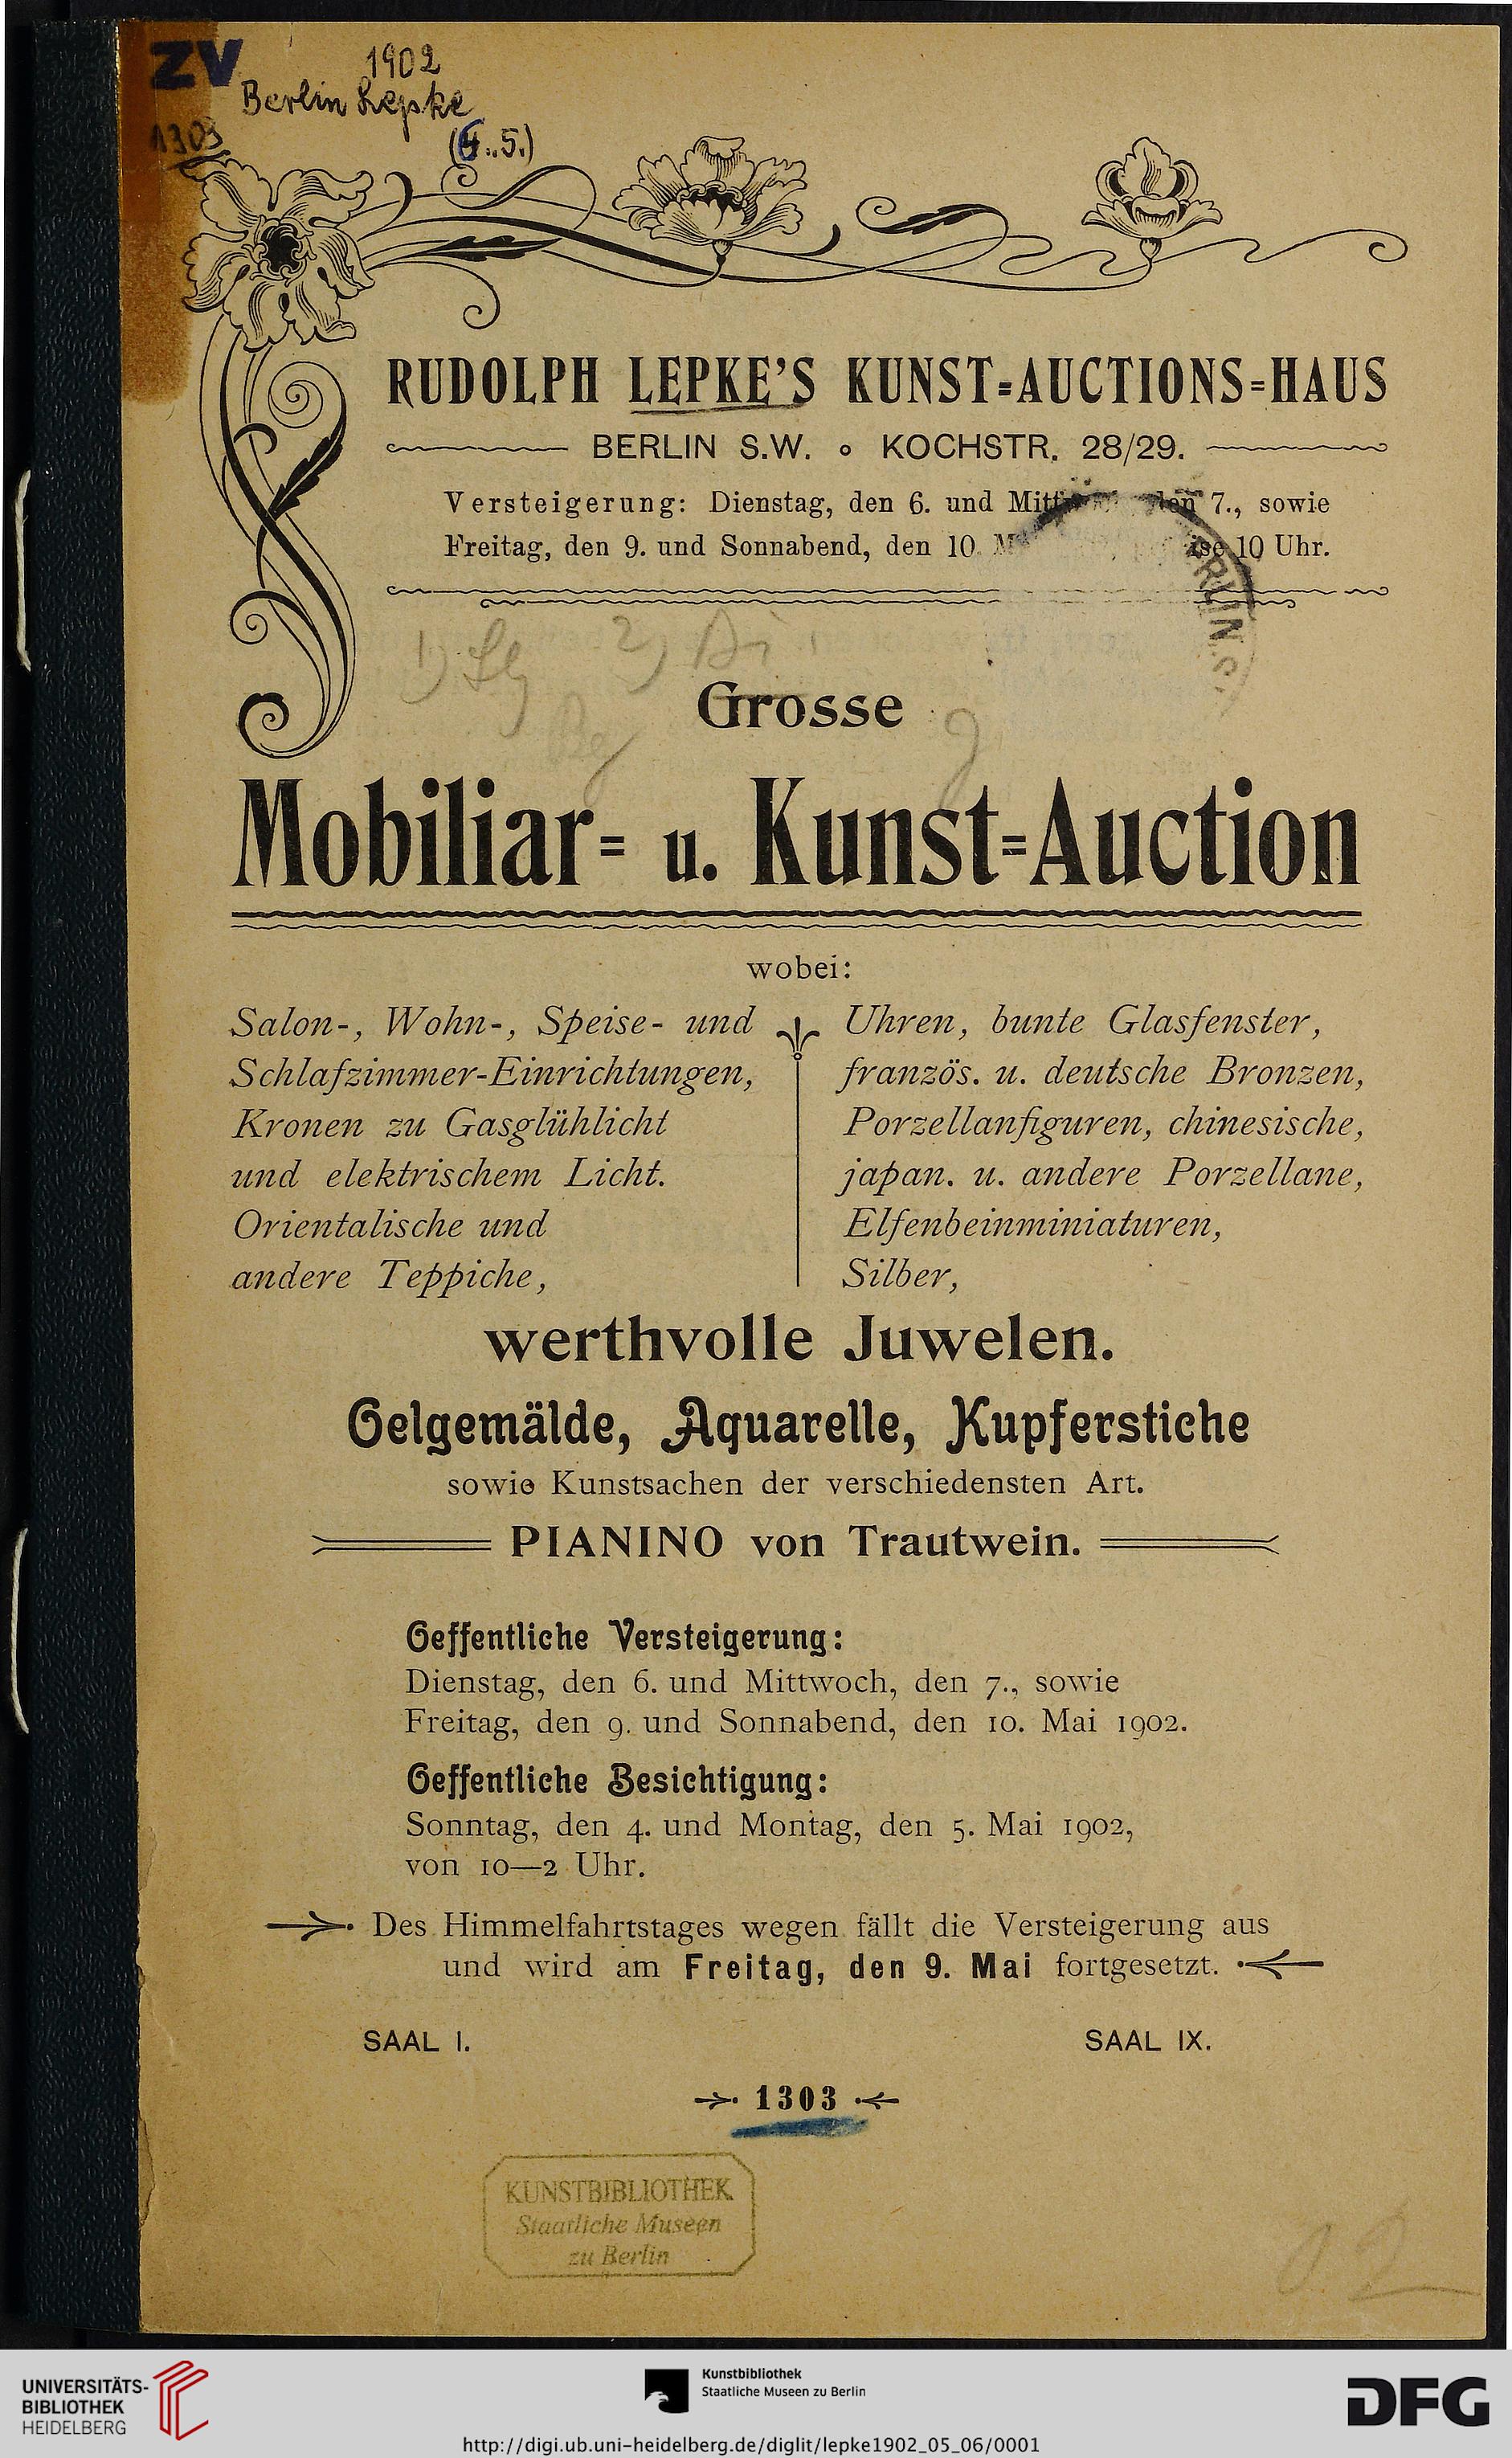 ZV
1902
Berlin Lepke
1303
(6..5.)
RUDOLPH LEPKE'S KUNST=AUCTIONS=HAUS
BERLIN S.W. ∘ KOCHSTR. 28/29.
Versteigerung: Dienstag, den 6. und den 7., sowie
Freitag, den 9. und Sonnabend, den 10. 10 Uhr.
RLIN.S.
1) 2)
Grosse
Mobiliar= u. Kunst=Auction
wobei:
Salon-, Wohn-, Speise- und
Schlafzimmer-Einrichtungen,
Kronen zu Gasglühlicht
und elektrischem Licht.
Orientalische und
andere Teppiche,
Uhren, bunte Glasfenster,
französ. u. deutsche Bronzen,
Porzellanfiguren, chinesische,
japan. u. andere Porzellane,
Elfenbeinminiaturen,
Silber,
werthvolle Juwelen.
Oelgemälde, Aquarelle, Kupferstiche
sowie Kunstsachen der verschiedensten Art.
PIANINO von Trautwein.
Oeffentliche Versteigerung:
Dienstag, den 6. und Mittwoch, den 7., sowie
Freitag, den 9. und Sonnabend, den 10. Mai 1902.
Oeffentliche Besichtigung:
Sonntag, den 4. und Montag, den 5. Mai 1902,
von 10—2 Uhr.
Des Himmelfahrtstages wegen fällt die Versteigerung aus
und wird am Freitag, den 9. Mai fortgesetzt.
SAAL I. SAAL IX.
1303
KUNSTBIBLIOTHEK
Staatliche Museen
zu Berlin
UNIVERSITÄTS-
BIBLIOTHEK
HEIDELBERG
Kunstbibliothek
Staatliche Museen zu Berlin
DFG
http://digi.ub.uni-heidelberg.de/diglit/lepke1902_05_06/0001